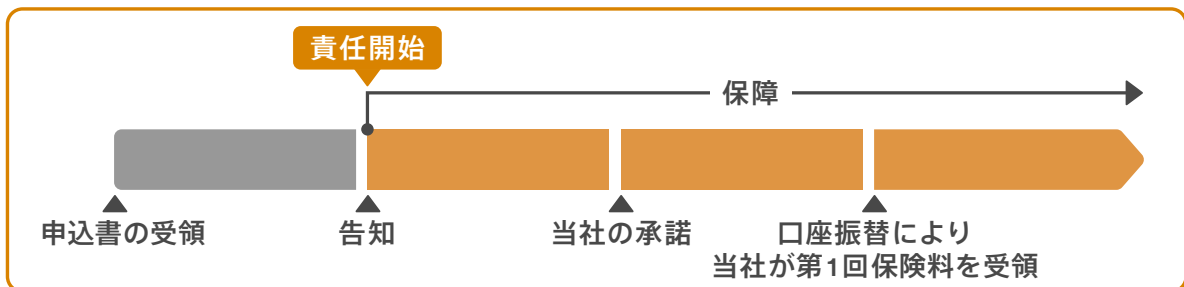 責任開始
保障
申込書の受領
告知
当社の承諾
口座振替により
当社が第1回保険料を受領